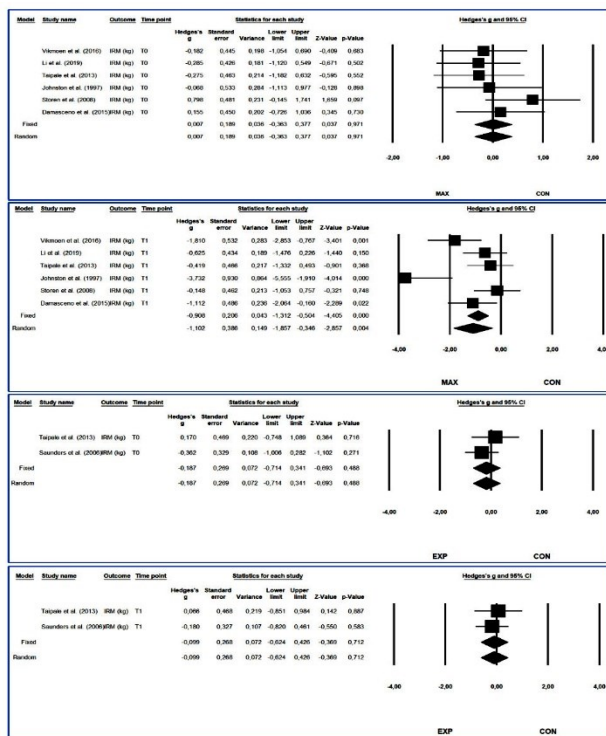 Model Study name Outcome Time point Statistics for each study Hedges's g and 95% CI
Hedges's g Standard error Variance Lower limit Upper limit Z-Value p-Value
Vikmoen et al. (2016) IRM (kg) T0 -0,182 0,445 0,198 -1,054 0,690 -0,409 0,683
Li et al. (2019) IRM (kg) T0 -0,285 0,426 0,181 -1,120 0,549 -0,671 0,502
Taipale et al. (2013) IRM (kg) T0 -0,275 0,463 0,214 -1,182 0,632 -0,595 0,552
Johnston et al. (1997) IRM (kg) T0 -0,068 0,533 0,284 -1,113 0,977 -0,128 0,898
Storen et al. (2008) IRM (kg) T0 0,798 0,481 0,231 -0,145 1,741 1,659 0,097
Damasceno et al. (2015)IRM (kg) T0 0,155 0,450 0,202 -0,726 1,036 0,345 0,730
Fixed 0,007 0,189 0,036 -0,363 0,377 0,037 0,971
Random 0,007 0,189 0,036 -0,363 0,377 0,037 0,971
-2,00 -1,00 0,00 1,00 2,00
MAX CON
Model Study name Outcome Time point Statistics for each study Hedges's g and 95% CI
Hedges's g Standard error Variance Lower limit Upper limit Z-Value p-Value
Vikmoen et al. (2016) IRM (kg) T1 -1,810 0,532 0,283 -2,853 -0,767 -3,401 0,001
Li et al. (2019) IRM (kg) T1 -0,625 0,434 0,189 -1,476 0,226 -1,440 0,150
Taipale et al. (2013) IRM (kg) T1 -0,419 0,466 0,217 -1,332 0,493 -0,901 0,368
Johnston et al. (1997) IRM (kg) T1 -3,732 0,930 0,864 -5,555 -1,910 -4,014 0,000
Storen et al. (2008) IRM (kg) T1 -0,148 0,462 0,213 -1,053 0,757 -0,321 0,748
Damasceno et al. (2015)IRM (kg) T1 -1,112 0,486 0,236 -2,064 -0,160 -2,289 0,022
Fixed -0,908 0,206 0,043 -1,312 -0,504 -4,405 0,000
Random -1,102 0,386 0,149 -1,857 -0,346 -2,857 0,004
-4,00 -2,00 0,00 2,00 4,00
MAX CON
Model Study name Outcome Time point Statistics for each study Hedges's g and 95% CI
Hedges's g Standard error Variance Lower limit Upper limit Z-Value p-Value
Taipale et al. (2013) IRM (kg) T0 0,170 0,469 0,220 -0,748 1,089 0,364 0,716
Saunders et al. (2006)IRM (kg) T0 -0,362 0,329 0,108 -1,006 0,282 -1,102 0,271
Fixed -0,187 0,269 0,072 -0,714 0,341 -0,693 0,488
Random -0,187 0,269 0,072 -0,714 0,341 -0,693 0,488
-4,00 -2,00 0,00 2,00 4,00
EXP CON
Model Study name Outcome Time point Statistics for each study Hedges's g and 95% CI
Hedges's g Standard error Variance Lower limit Upper limit Z-Value p-Value
Taipale et al. (2013) IRM (kg) T1 0,066 0,468 0,219 -0,851 0,984 0,142 0,887
Saunders et al. (2006)IRM (kg) T1 -0,180 0,327 0,107 -0,820 0,461 -0,550 0,583
Fixed -0,099 0,268 0,072 -0,624 0,426 -0,369 0,712
Random -0,099 0,268 0,072 -0,624 0,426 -0,369 0,712
-4,00 -2,00 0,00 2,00 4,00
EXP CON